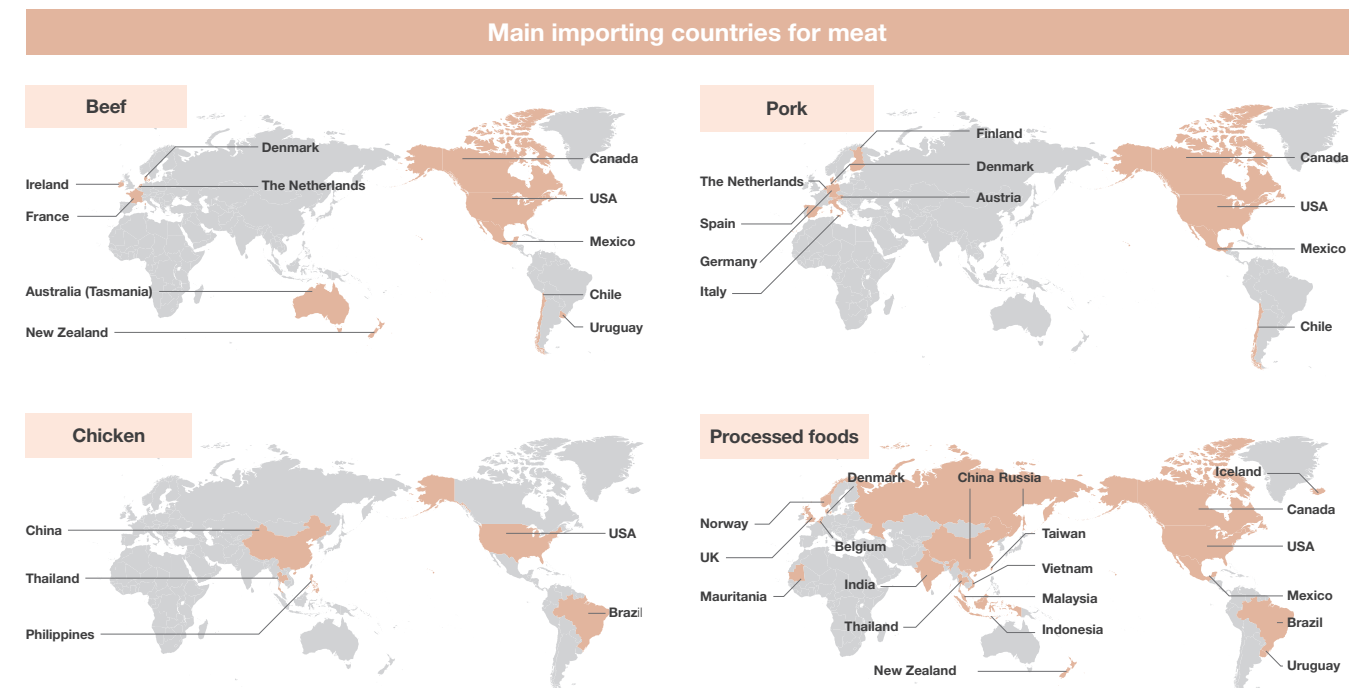 Main importing countries for meat
Beef
Denmark
Canada
Ireland
The Netherlands
USA
France
Mexico
Australia (Tasmania)
Chile
New Zealand
Uruguay
Pork
Finland
Canada
Denmark
The Netherlands
Austria
USA
Spain
Mexico
Germany
Italy
Chile
Chicken
China
USA
Thailand
Brazil
Philippines
Processed foods
Denmark
China Russia
Iceland
Canada
Norway
Taiwan
Belgium
USA
UK
Vietnam
India
Mauritania
Malaysia
Mexico
Thailand
Indonesia
Brazil
New Zealand
Uruguay